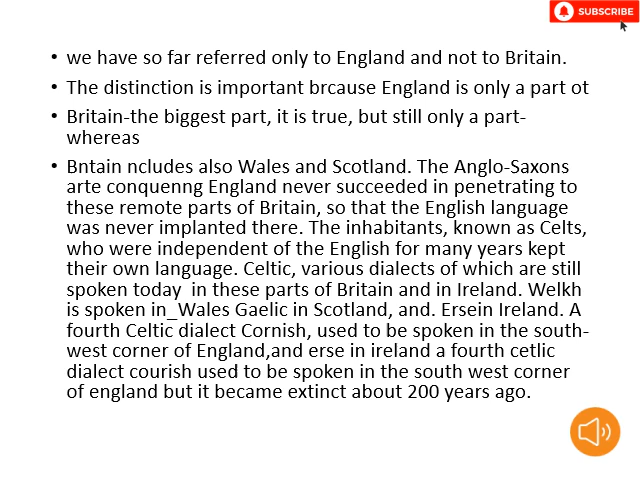 SUBSCRIBE
• we have so far referred only to England and not to Britain.
• The distinction is important brcause England is only a part ot
• Britain-the biggest part, it is true, but still only a part-
whereas
• Bntain ncludes also Wales and Scotland. The Anglo-Saxons
arte conquenng England never succeeded in penetrating to
these remote parts of Britain, so that the English language
was never implanted there. The inhabitants, known as Celts,
who were independent of the English for many years kept
their own language. Celtic, various dialects of which are still
spoken today  in these parts of Britain and in Ireland. Welkh
is spoken in_Wales Gaelic in Scotland, and. Ersein Ireland. A
fourth Celtic dialect Cornish, used to be spoken in the south-
west corner of England,and erse in ireland a fourth cetlic
dialect courish used to be spoken in the south west corner
of england but it became extinct about 200 years ago.